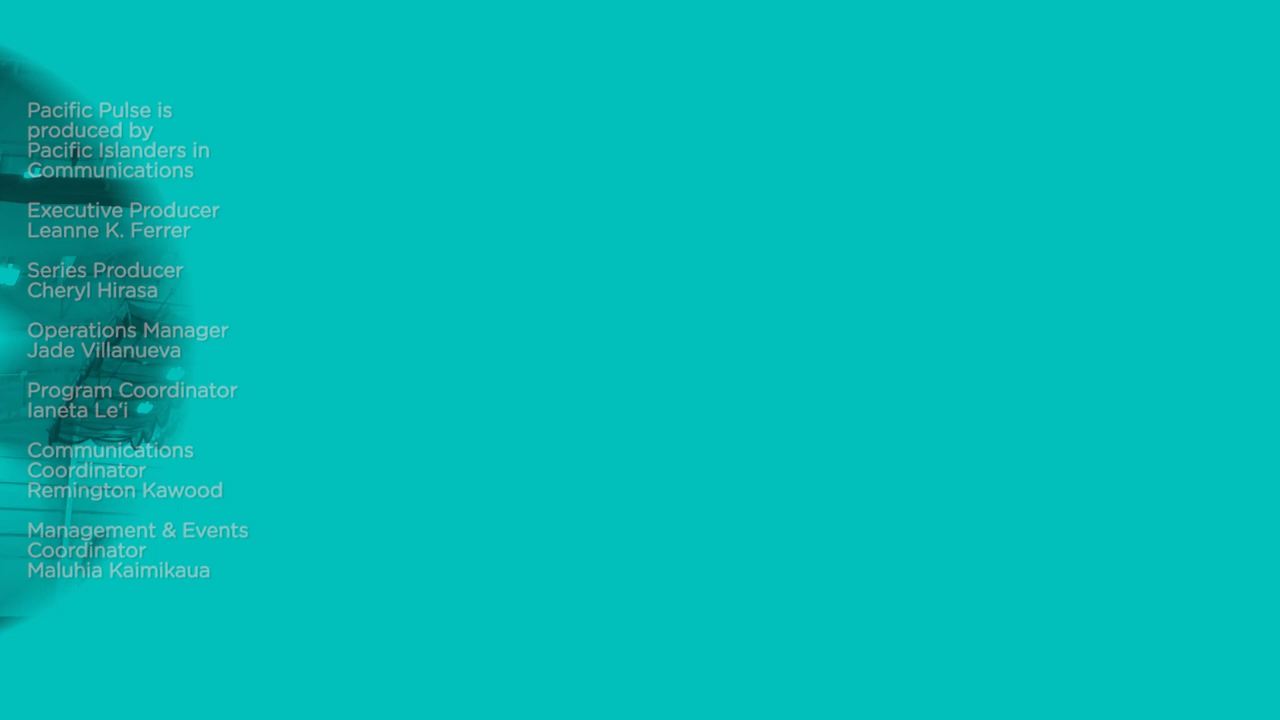 Pacific Pulse is
produced by
Pacific Islanders in
Communications
Executive Producer
Leanne K. Ferrer
Series Producer
Cheryl Hirasa
Operations Manager
Jade Villanueva
Program Coordinator
Ianeta Leʻi
Communications
Coordinator
Remington Kawood
Management & Events
Coordinator
Maluhia Kaimikaua